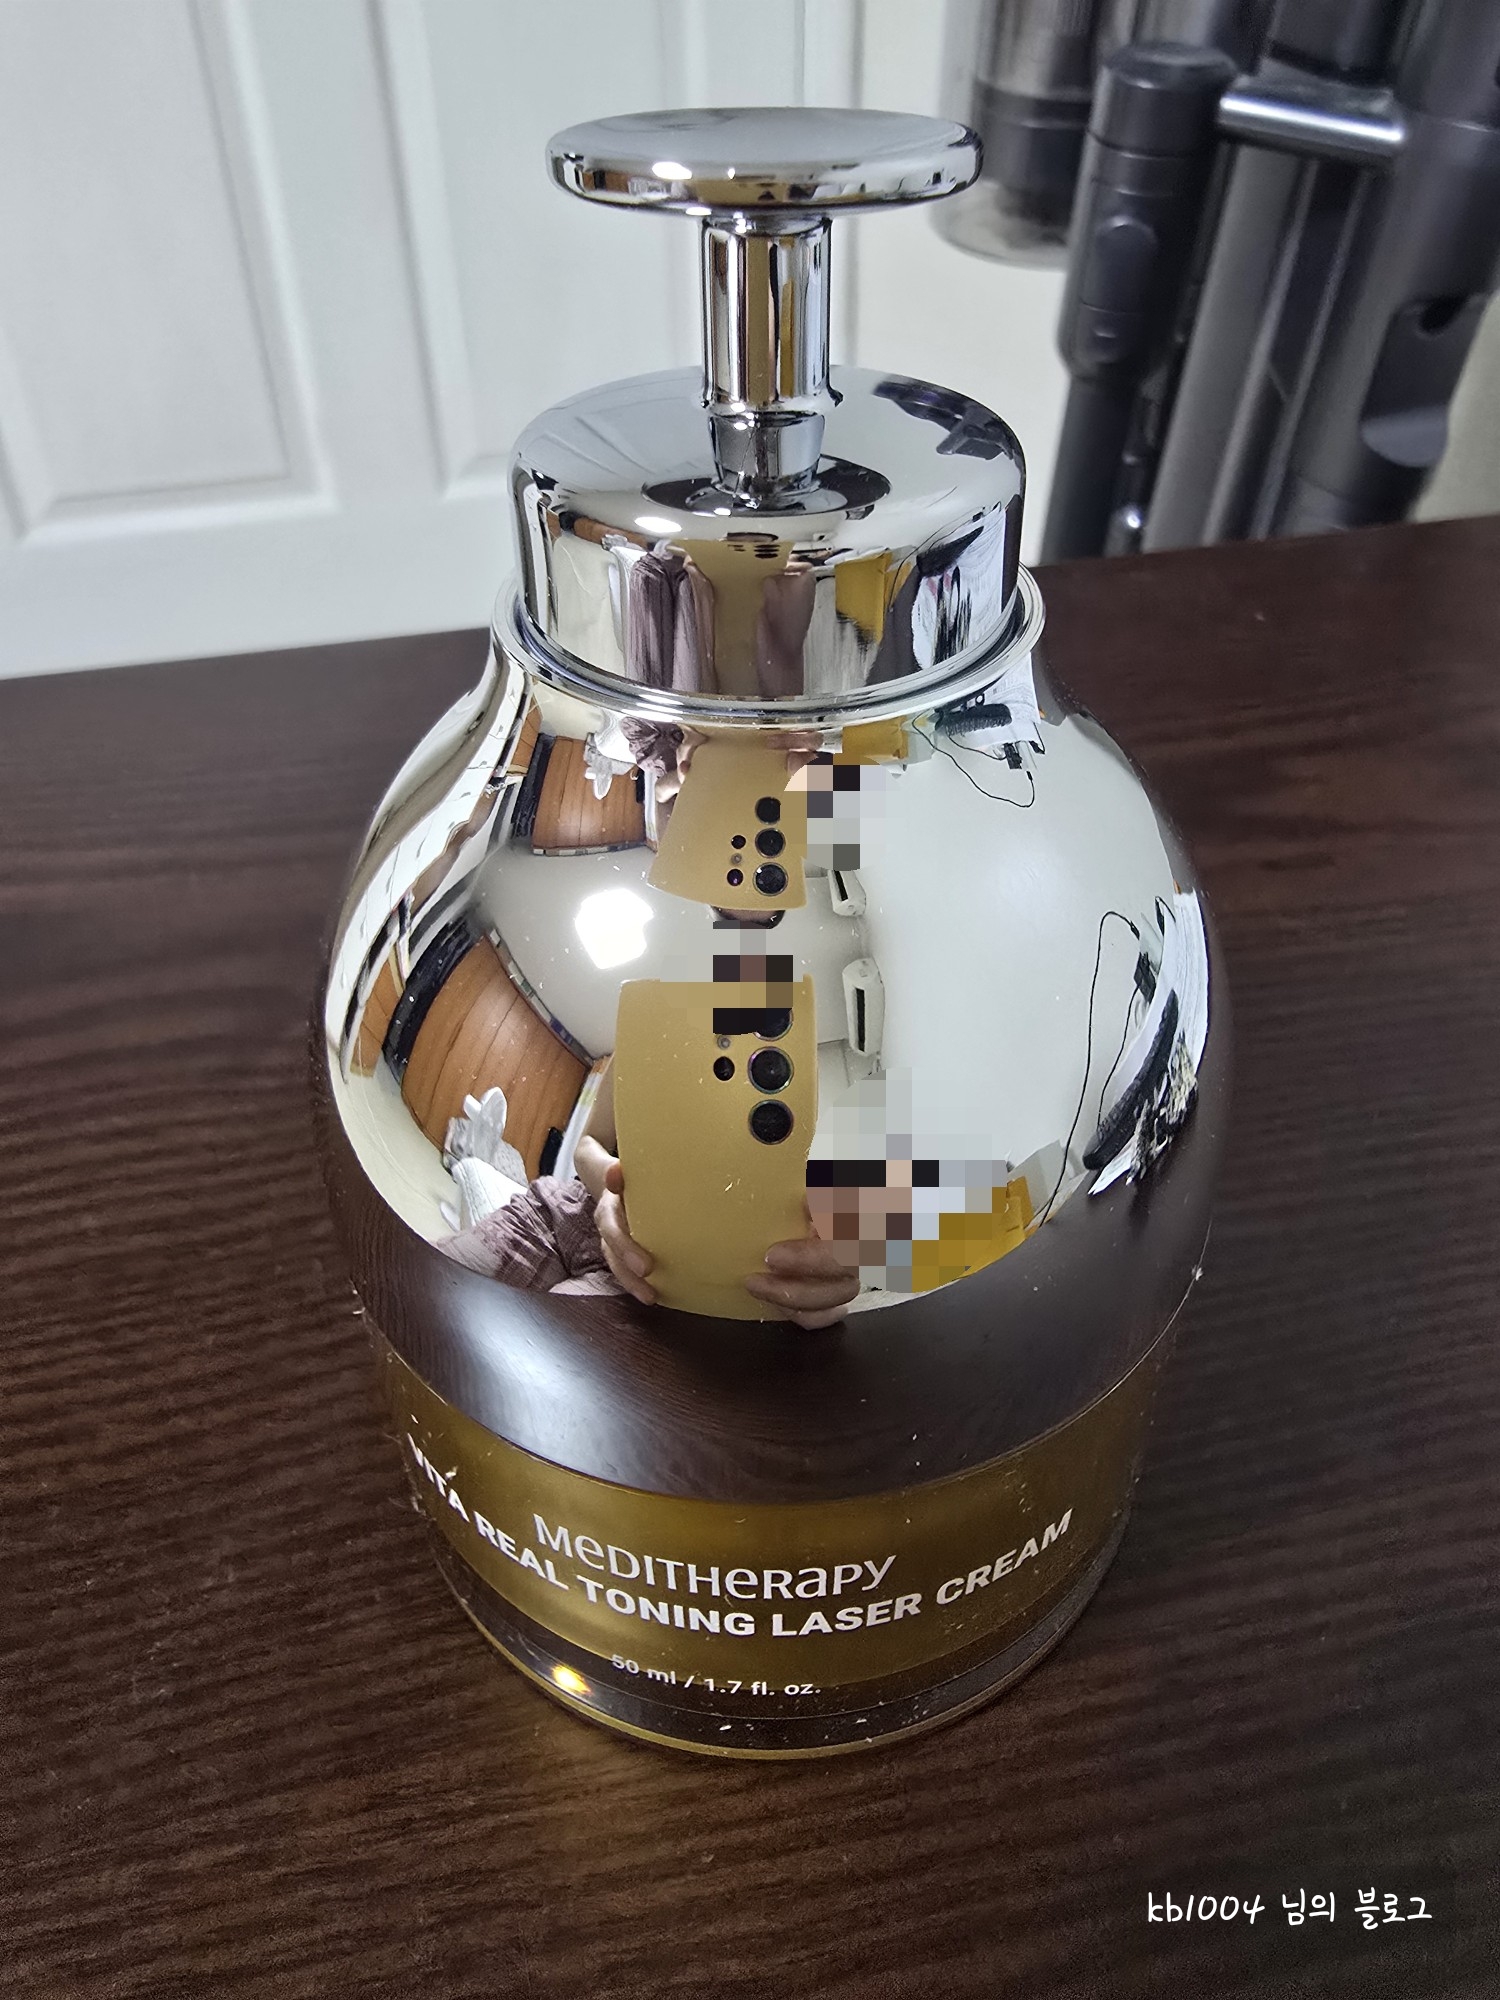 MEDITHERAPY
VITA REAL TONING LASER CREAM
50 ml / 1.7 fl. oz.
kb1004 님의 블로그